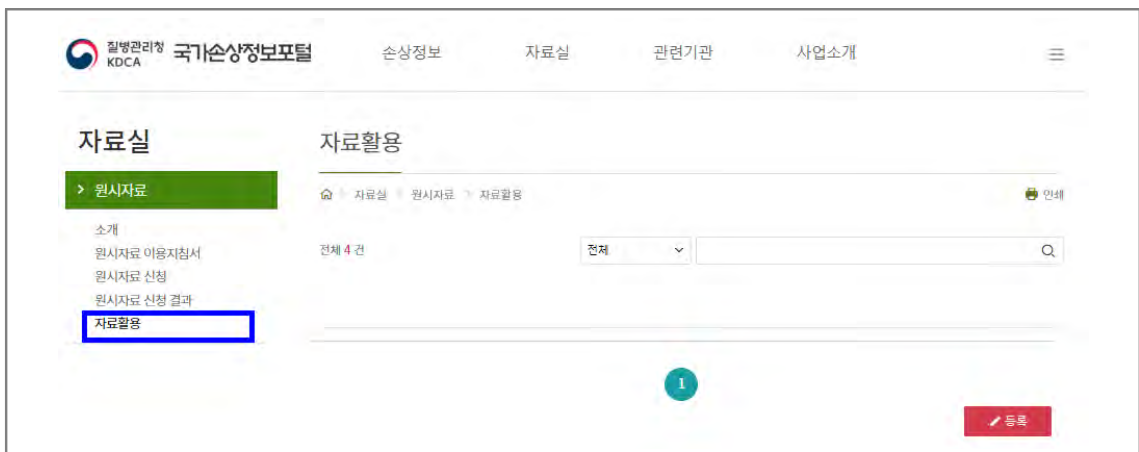 질병관리청
KDCA
국가손상정보포털
손상정보 자료실 관련기관 사업소개
자료실
원시자료
소개
원시자료 이용지침서
원시자료 신청
원시자료 신청 결과
자료활용
자료활용
자료실 원시자료 자료활용
인쇄
전체 4 건
전체
1
등록